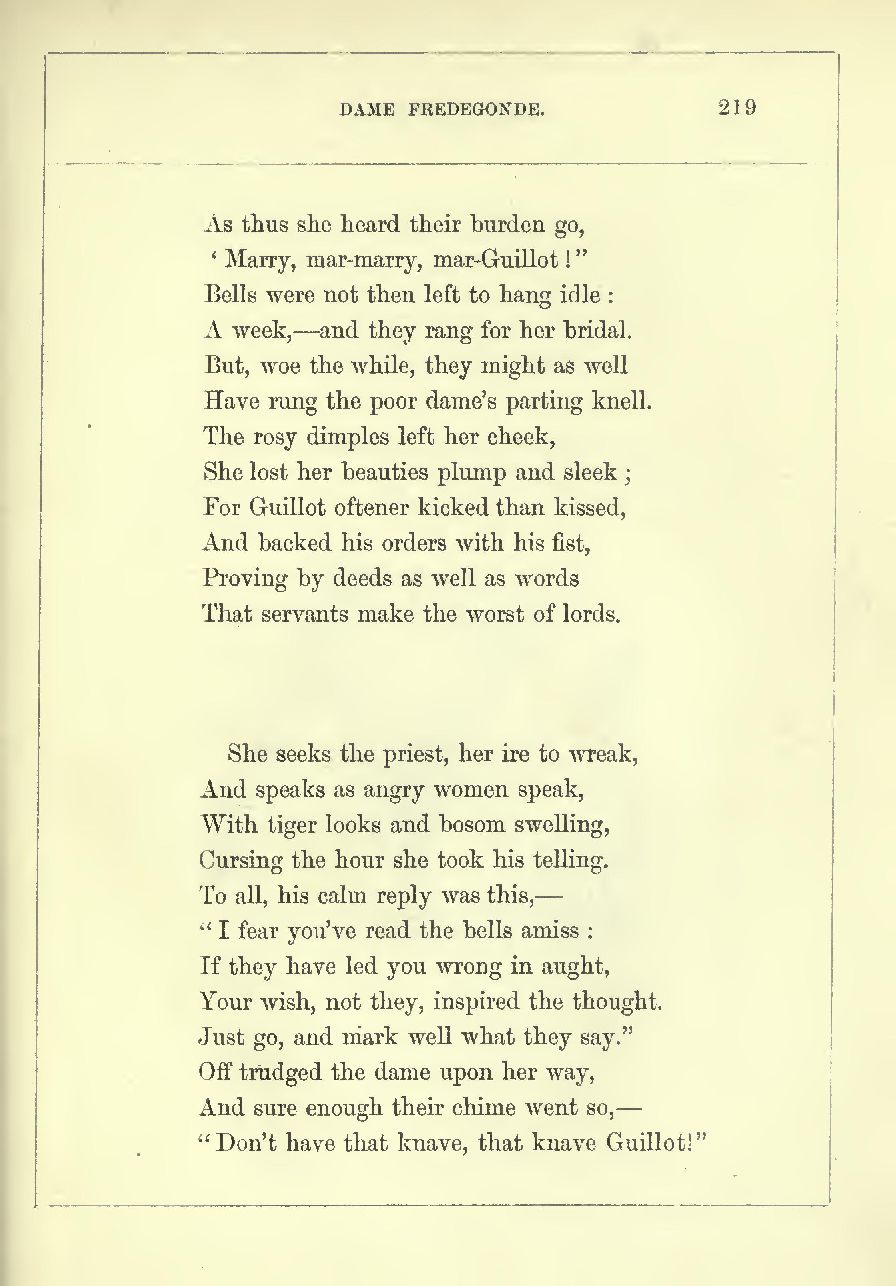 DAME FREDEGONDE. 219
As thus she heard their burden go,
‘ Marry, mar-marry, mar-Guillot ! ”
Bells were not then left to hang idle :
A week,—and they rang for her bridal.
But, woe the while, they might as well
Have rung the poor dame’s parting knell.
The rosy dimples left her cheek,
She lost her beauties plump and sleek ;
For Guillot oftener kicked than kissed,
And backed his orders with his fist,
Proving by deeds as well as words
That servants make the worst of lords.
She seeks the priest, her ire to wreak,
And speaks as angry women speak,
With tiger looks and bosom swelling,
Cursing the hour she took his telling.
To all, his calm reply was this,—
“ I fear you’ve read the bells amiss :
If they have led you wrong in aught,
Your wish, not they, inspired the thought.
Just go, and mark well what they say.”
Off trudged the dame upon her way,
And sure enough their chime went so,—
“Don’t have that knave, that knave Guillot!”